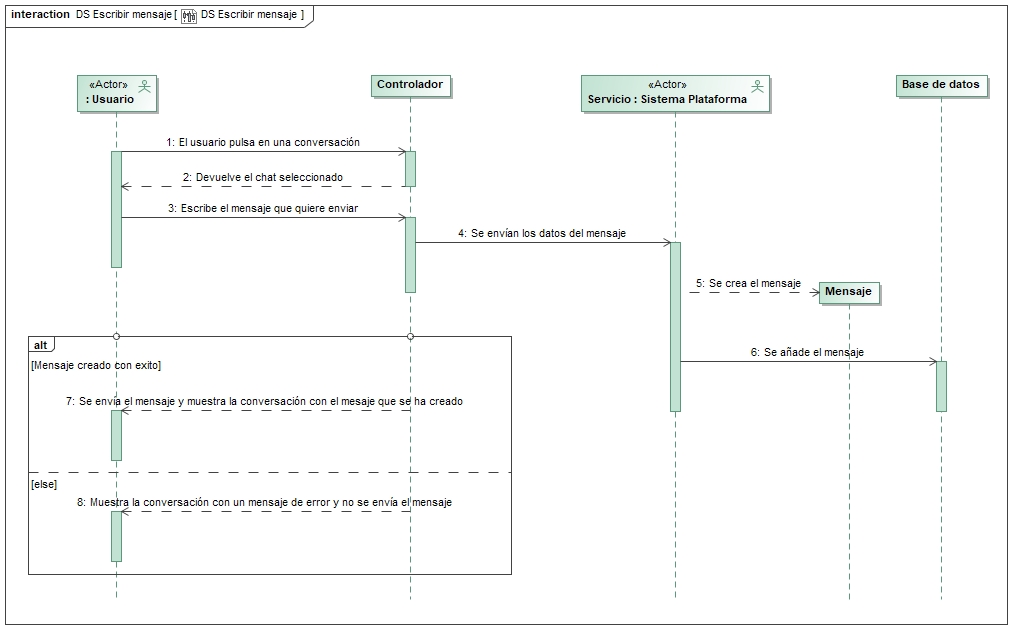 interaction DS Escribir mensaje [ DS Escribir mensaje ]
«Actor»
: Usuario
Controlador
«Actor»
Servicio : Sistema Plataforma
Base de datos
1: El usuario pulsa en una conversación
2: Devuelve el chat seleccionado
3: Escribe el mensaje que quiere enviar
4: Se envían los datos del mensaje
5: Se crea el mensaje
Mensaje
6: Se añade el mensaje
alt
[Mensaje creado con exito]
7: Se envía el mensaje y muestra la conversación con el mesaje que se ha creado
[else]
8: Muestra la conversación con un mensaje de error y no se envía el mensaje